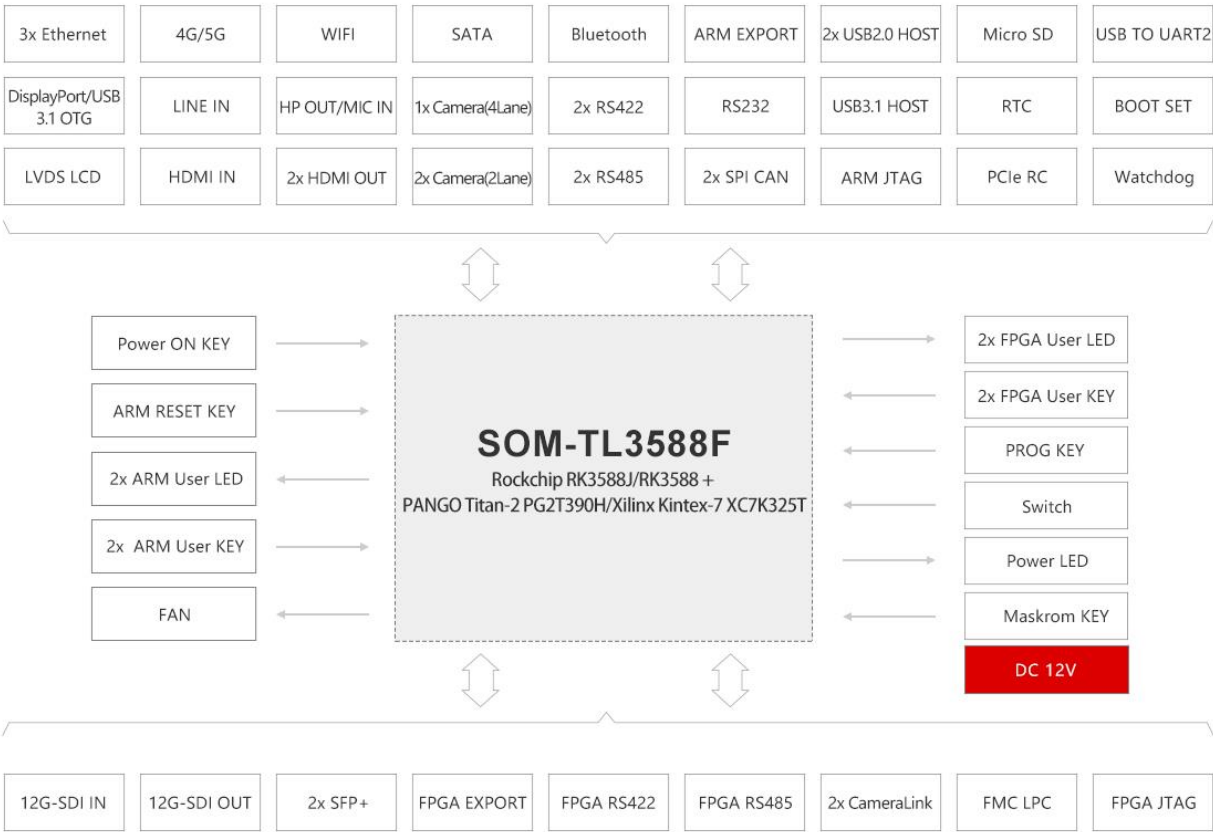 3x Ethernet
4G/5G
WIFI
SATA
Bluetooth
ARM EXPORT
2x USB2.0 HOST
Micro SD
USB TO UART2
DisplayPort/USB
3.1 OTG
LINE IN
HP OUT/MIC IN
1x Camera(4Lane)
2x RS422
RS232
USB3.1 HOST
RTC
BOOT SET
LVDS LCD
HDMI IN
2x HDMI OUT
2x Camera(2Lane)
2x RS485
2x SPI CAN
ARM JTAG
PCIe RC
Watchdog
Power ON KEY
ARM RESET KEY
2x ARM User LED
2x ARM User KEY
FAN
SOM-TL3588F
Rockchip RK3588J/RK3588 +
PANGO Titan-2 PG2T390H/Xilinx Kintex-7 XC7K325T
2x FPGA User LED
2x FPGA User KEY
PROG KEY
Switch
Power LED
Maskrom KEY
DC 12V
12G-SDI IN
12G-SDI OUT
2x SFP+
FPGA EXPORT
FPGA RS422
FPGA RS485
2x CameraLink
FMC LPC
FPGA JTAG